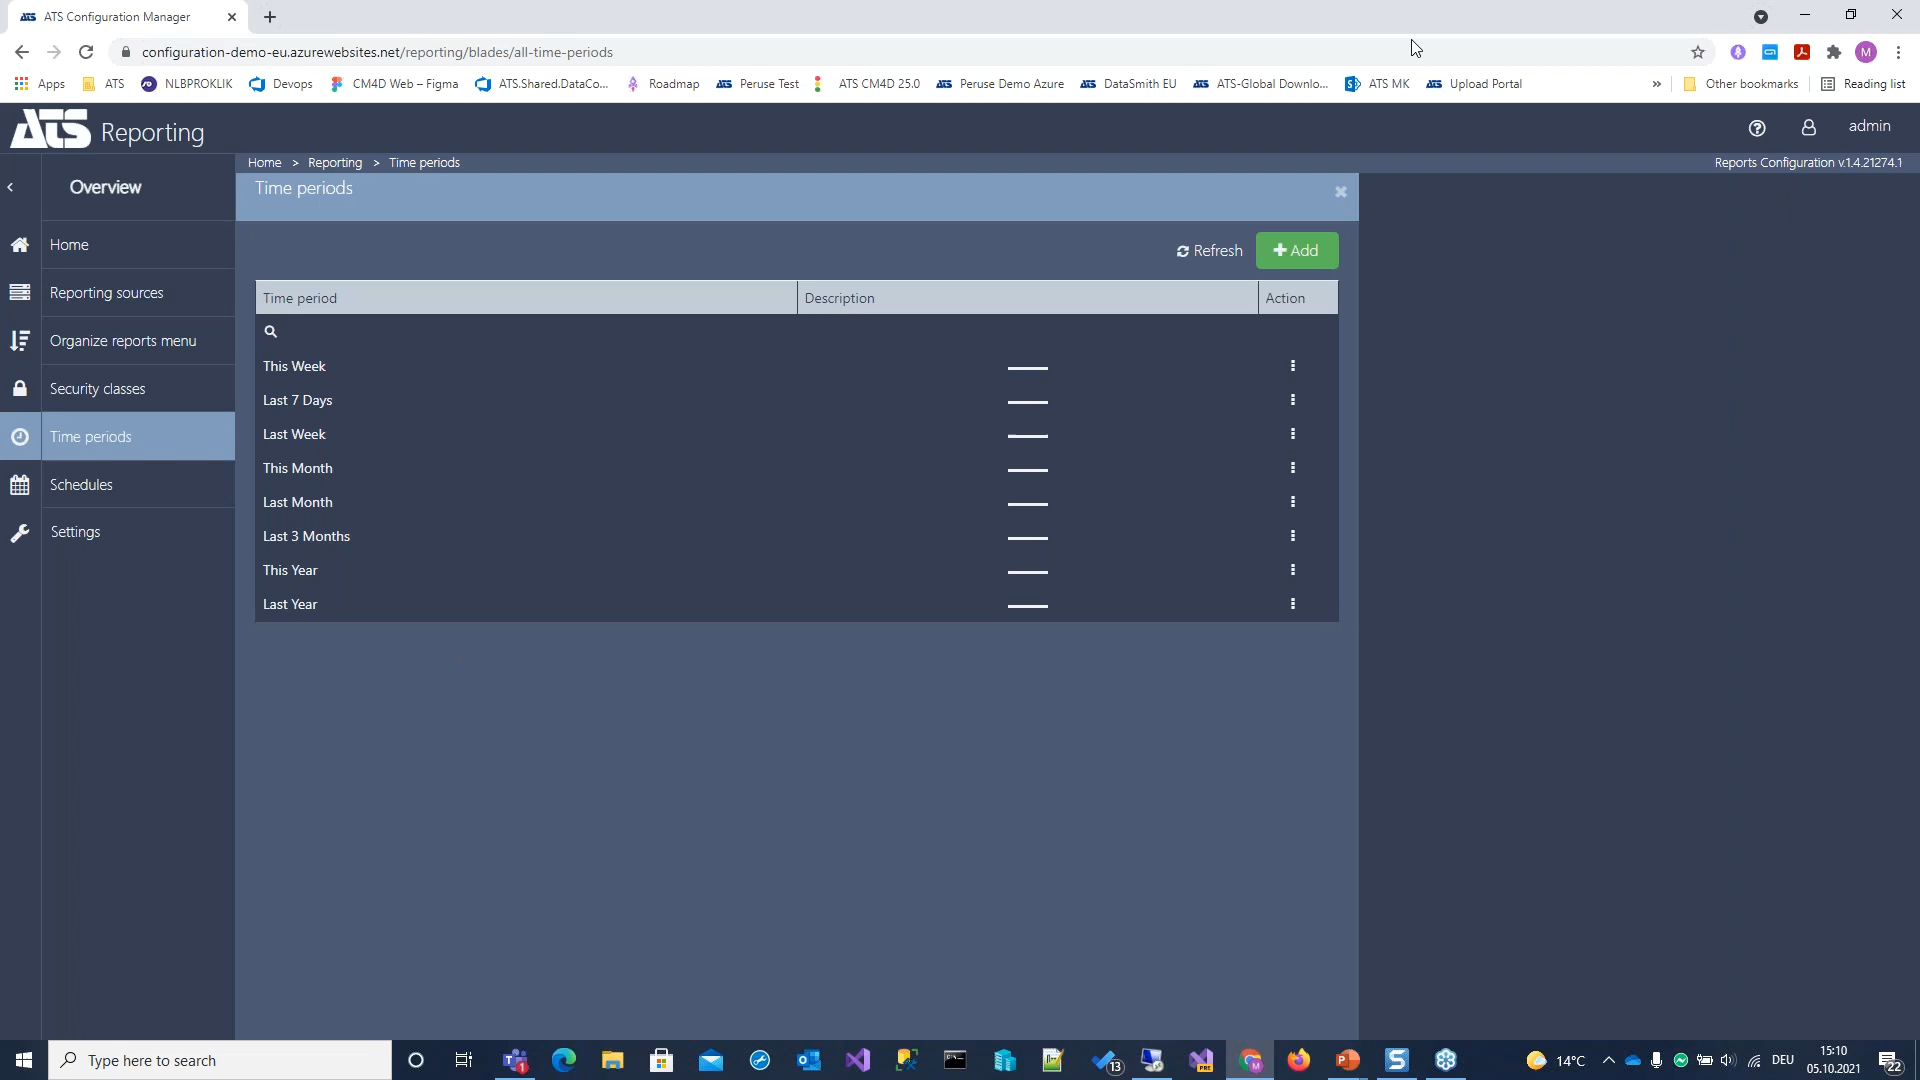 ATS Configuration Manager
configuration-demo-eu.azurewebsites.net/reporting/blades/all-time-periods
M
Apps ATS NLBPROKLIK Devops CM4D Web – Figma ATS.Shared.DataCo... Roadmap Peruse Test ATS CM4D 25.0 Peruse Demo Azure DataSmith EU ATS-Global Downlo... ATS MK Upload Portal » Other bookmarks Reading list
ATS Reporting
admin
Home > Reporting > Time periods
Reports Configuration v.1.4.21274.1
Overview
Home
Reporting sources
Organize reports menu
Security classes
Time periods
Schedules
Settings
Time periods
Refresh
Add
Time period Description Action
This Week
Last 7 Days
Last Week
This Month
Last Month
Last 3 Months
This Year
Last Year
Type here to search
1
13
PRE
14°C
DEU
15:10
05.10.2021
22